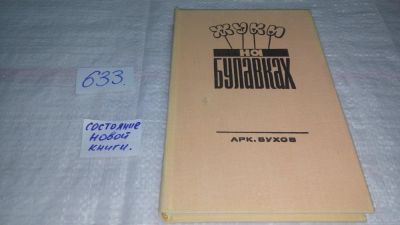 633.
СОСТОЯНИЕ
НОВОЙ
КНИГИ.
ЖУКИ
НА
БУЛАВКАХ
АРК. БУХОВ